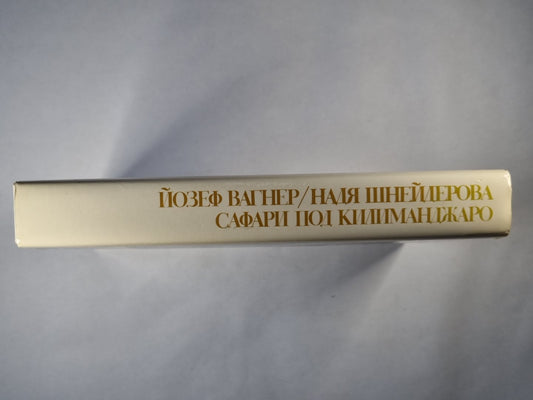 ЙОЗЕФ ВАГНЕР/НАДЯ ШНЕЙДЕРОВА
САФАРИ ПОД КИЛИМАНДЖАРО